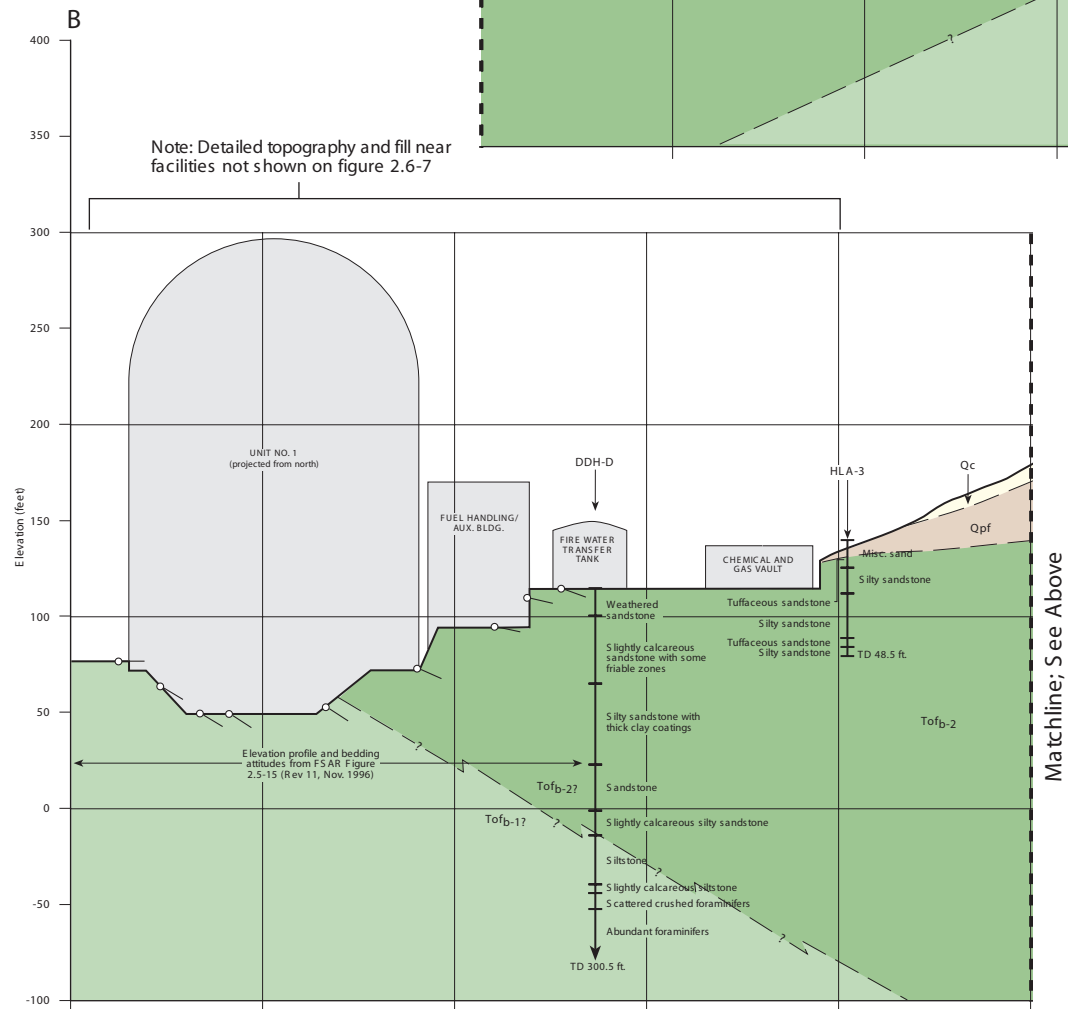 B
400
?
350
Note: Detailed topography and fill near
facilities not shown on figure 2.6-7
300
250
200
UNIT NO. 1
(projected from north)
DDH-D
HLA-3
Qc
Elevation (feet)
150
FUEL HANDLING/
AUX. BLDG.
FIRE WATER
TRANSFER
TANK
CHEMICAL AND
GAS VAULT
Qpf
Misc. sand
Silty sandstone
100
Weathered
sandstone
Tuffaceous sandstone
Silty sandstone
Slightly calcareous
sandstone with some
friable zones
Tuffaceous sandstone
Silty sandstone
TD 48.5 ft.
Matchline; See Above
50
Silty sandstone with
thick clay coatings
Tofb-2
?
Elevation profile and bedding
attitudes from FSAR Figure
2.5-15 (Rev 11, Nov. 1996)
Tofb-2?
Sandstone
0
Tofb-1?
?
Slightly calcareous silty sandstone
Siltstone
?
-50
Slightly calcareous siltstone
Scattered crushed foraminifers
Abundant foraminifers
?
TD 300.5 ft.
-100